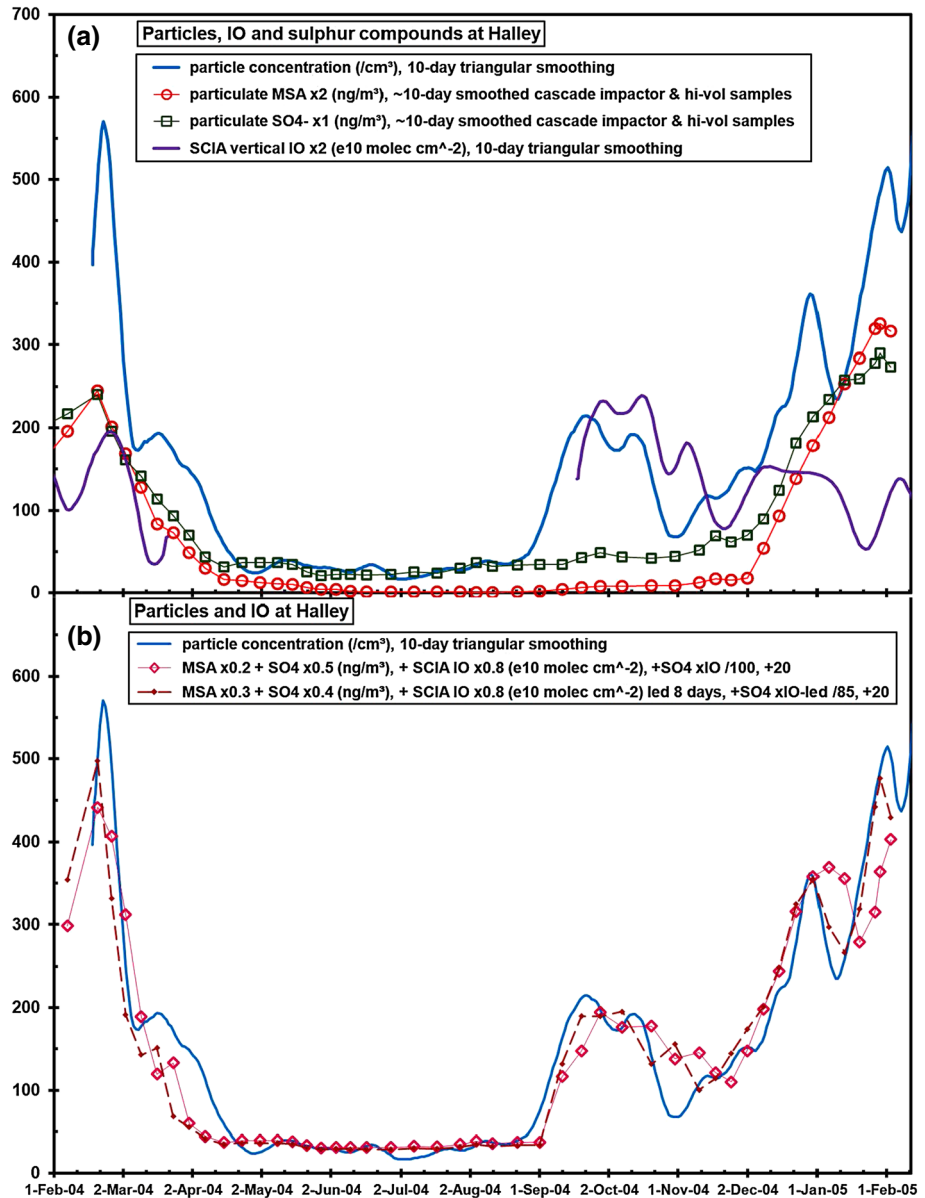 700
(a)
Particles, IO and sulphur compounds at Halley
particle concentration (/cm³), 10-day triangular smoothing
600
particulate MSA x2 (ng/m³), ~10-day smoothed cascade impactor & hi-vol samples
particulate SO4- x1 (ng/m³), ~10-day smoothed cascade impactor & hi-vol samples
SCIA vertical IO x2 (e10 molec cm^-2), 10-day triangular smoothing
500
400
300
200
100
0
(b)
Particles and IO at Halley
particle concentration (/cm³), 10-day triangular smoothing
600
MSA x0.2 + SO4 x0.5 (ng/m³), + SCIA IO x0.8 (e10 molec cm^-2), +SO4 xIO /100, +20
MSA x0.3 + SO4 x0.4 (ng/m³), + SCIA IO x0.8 (e10 molec cm^-2) led 8 days, +SO4 xIO-led /85, +20
500
400
300
200
100
0
1-Feb-04 2-Mar-04 2-Apr-04 2-May-04 2-Jun-04 2-Jul-04 2-Aug-04 1-Sep-04 2-Oct-04 1-Nov-04 2-Dec-04 1-Jan-05 1-Feb-05